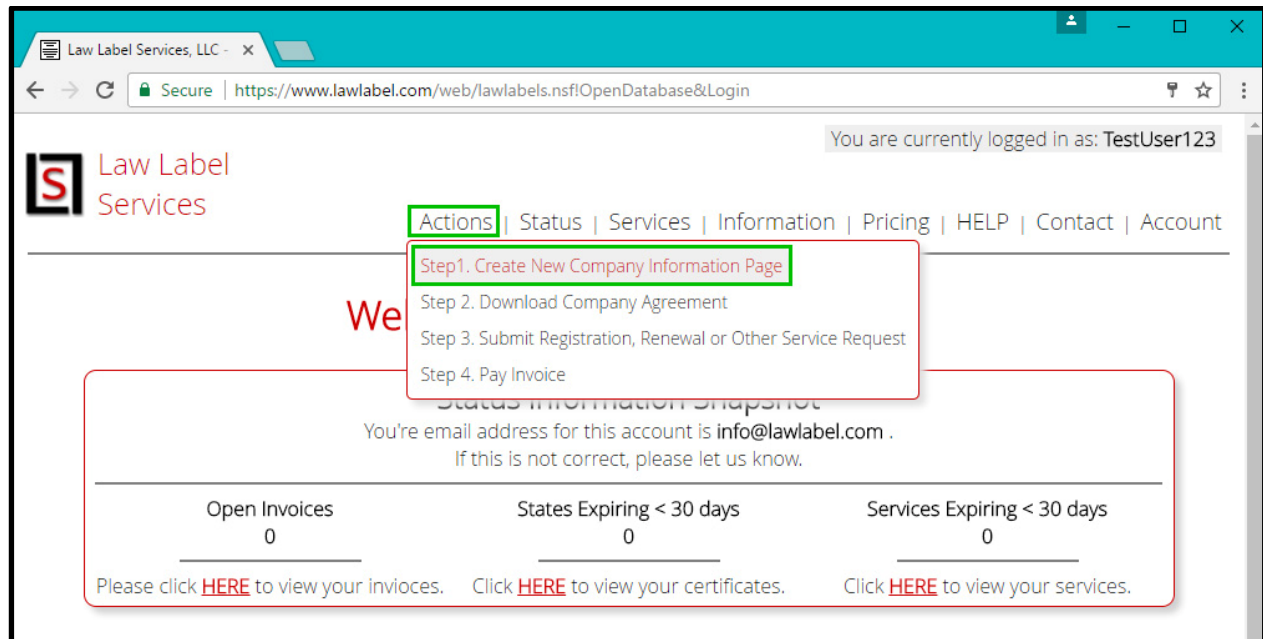 Law Label Services, LLC -
Secure | https://www.lawlabel.com/web/lawlabels.nsf!OpenDatabase&Login
You are currently logged in as: TestUser123
LS
Law Label
Services
Actions | Status | Services | Information | Pricing | HELP | Contact | Account
Step1. Create New Company Information Page
Step 2. Download Company Agreement
Step 3. Submit Registration, Renewal or Other Service Request
Step 4. Pay Invoice
Wel
Status Information Snapshot
You're email address for this account is info@lawlabel.com .
If this is not correct, please let us know.
Open Invoices States Expiring < 30 days Services Expiring < 30 days
0 0 0
Please click HERE to view your invioces. Click HERE to view your certificates. Click HERE to view your services.